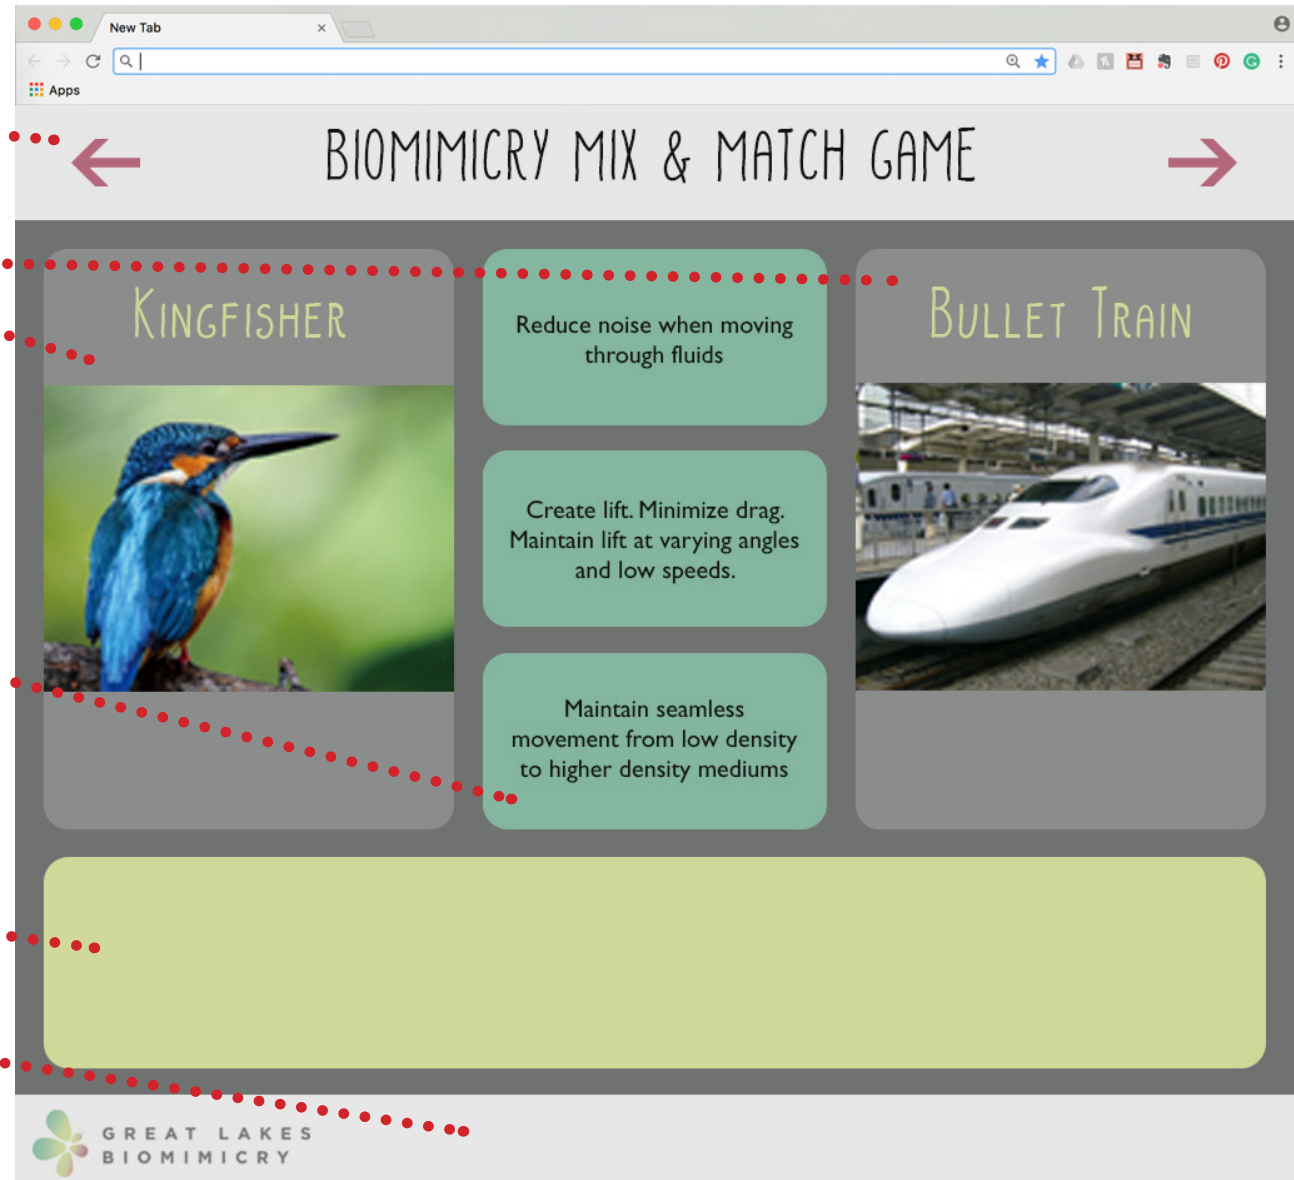 New Tab
Apps
BIOMIMICRY MIX & MATCH GAME
KINGFISHER
Reduce noise when moving
through fluids
Create lift. Minimize drag.
Maintain lift at varying angles
and low speeds.
Maintain seamless
movement from low density
to higher density mediums
BULLET TRAIN
GREAT LAKES
BIOMIMICRY